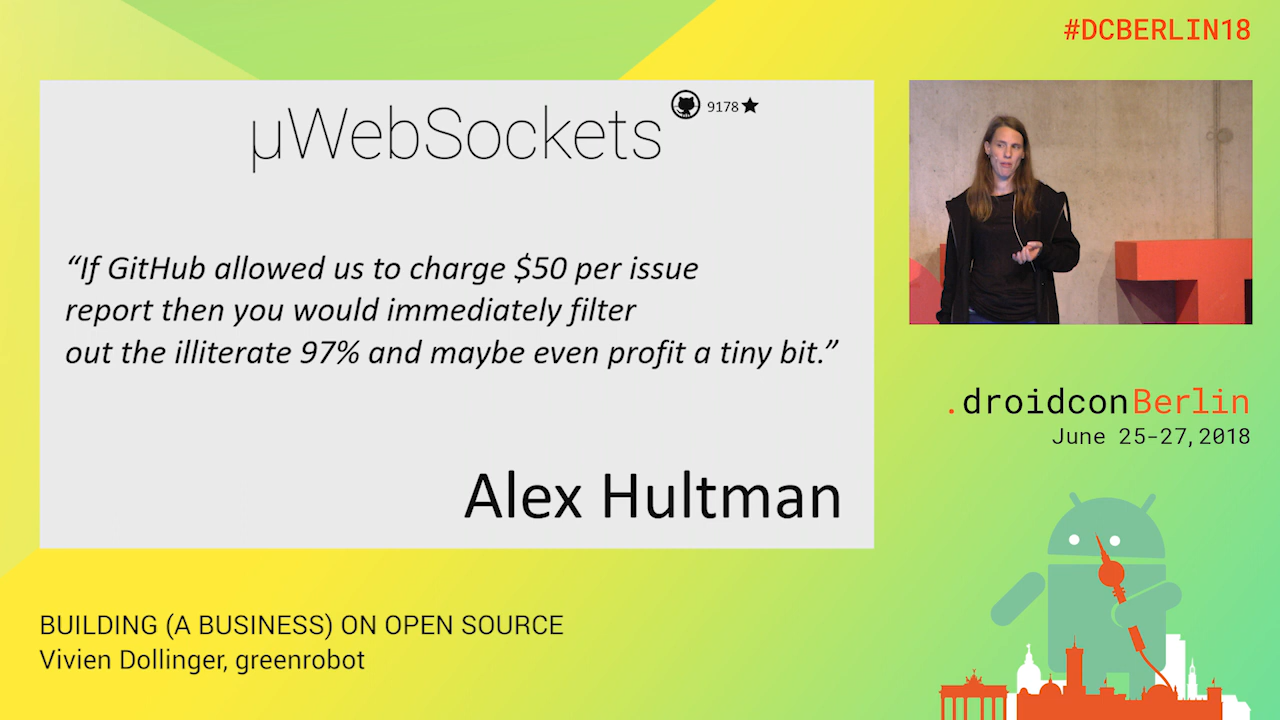 #DCBERLIN18
µWebSockets
9178
“If GitHub allowed us to charge $50 per issue
report then you would immediately filter
out the illiterate 97% and maybe even profit a tiny bit.”
Alex Hultman
.droidconBerlin
June 25-27,2018
BUILDING (A BUSINESS) ON OPEN SOURCE
Vivien Dollinger, greenrobot